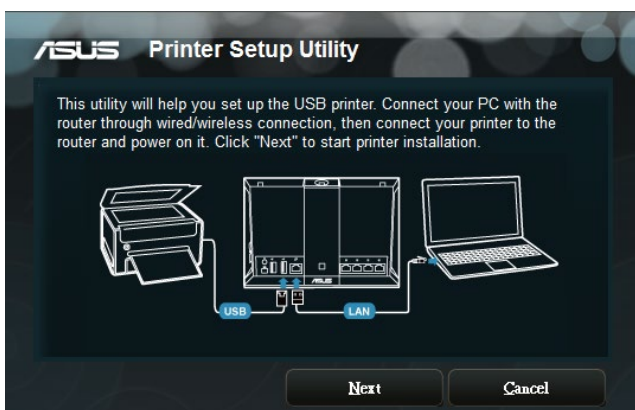 ASUS Printer Setup Utility
This utility will help you set up the USB printer. Connect your PC with the
router through wired/wireless connection, then connect your printer to the
router and power on it. Click "Next" to start printer installation.
ASUS
USB
LAN
Next
Cancel